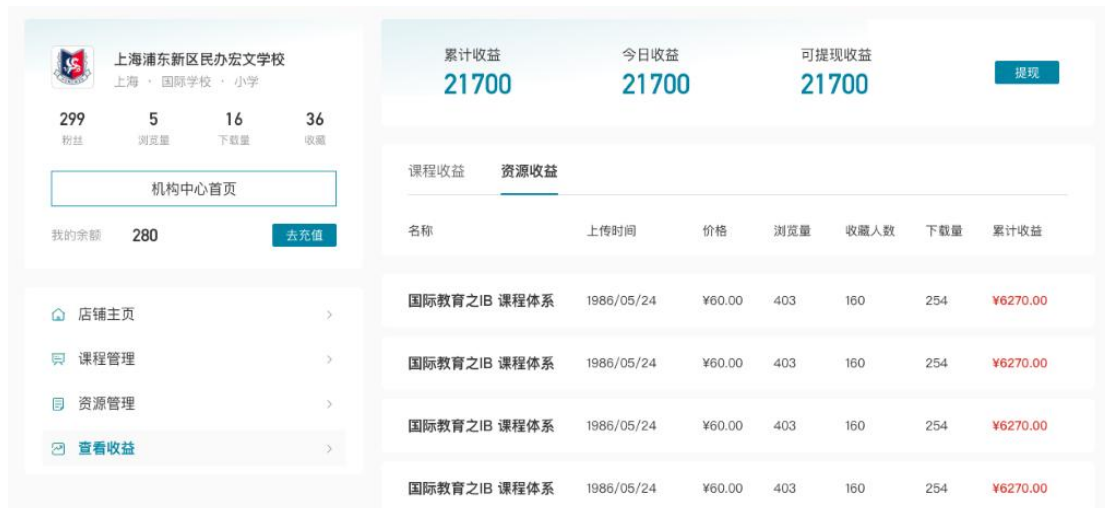 上海浦东新区民办宏文学校
上海 · 国际学校 · 小学
299 5 16 36
粉丝 浏览量 下载量 收藏
机构中心首页
我的余额 280 去充值
店铺主页
课程管理
资源管理
查看收益
累计收益 今日收益 可提现收益
21700 21700 21700 提现
课程收益 资源收益
名称 上传时间 价格 浏览量 收藏人数 下载量 累计收益
国际教育之IB 课程体系 1986/05/24 ¥60.00 403 160 254 ¥6270.00
国际教育之IB 课程体系 1986/05/24 ¥60.00 403 160 254 ¥6270.00
国际教育之IB 课程体系 1986/05/24 ¥60.00 403 160 254 ¥6270.00
国际教育之IB 课程体系 1986/05/24 ¥60.00 403 160 254 ¥6270.00